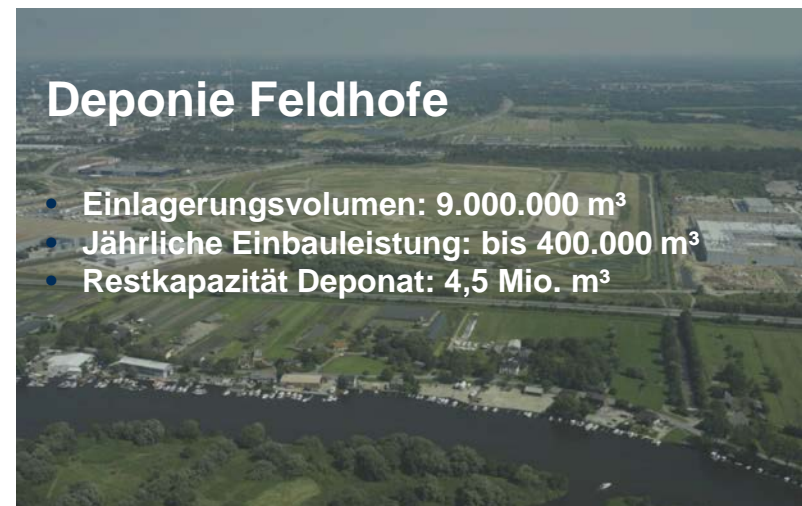 Deponie Feldhofe
• Einlagerungsvolumen: 9.000.000 m³
• Jährliche Einbauleistung: bis 400.000 m³
• Restkapazität Deponat: 4,5 Mio. m³